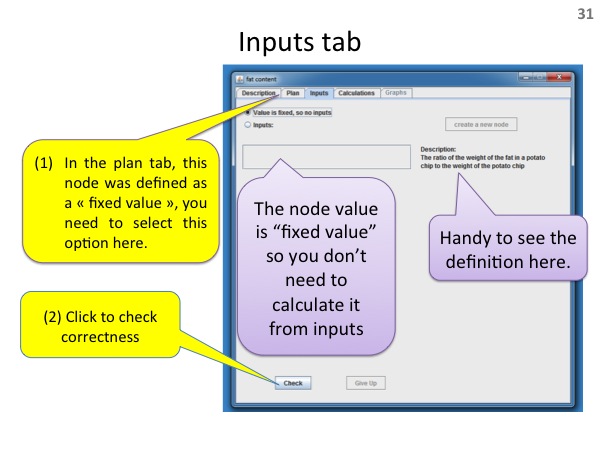 31
Inputs tab
fat content
Description Plan Inputs Calculations Graphs
Value is fixed, so no inputs
Inputs:
create a new node
Description:
The ratio of the weight of the fat in a potato
chip to the weight of the potato chip
(1) In the plan tab, this
node was defined as
a « fixed value », you
need to select this
option here.
The node value
is “fixed value”
so you don’t
need to
calculate it
from inputs
Handy to see the
definition here.
(2) Click to check
correctness
Check Give Up